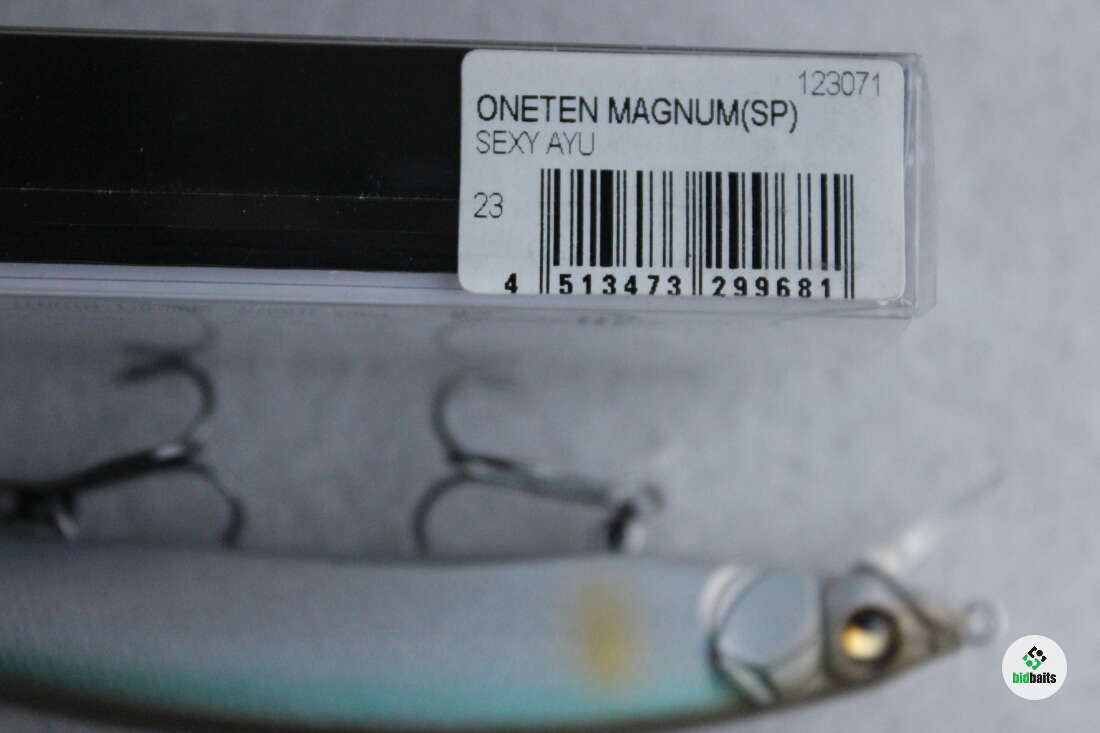 123071
ONETEN MAGNUM(SP)
SEXY AYU
23
4 513473 299681
bidbaits